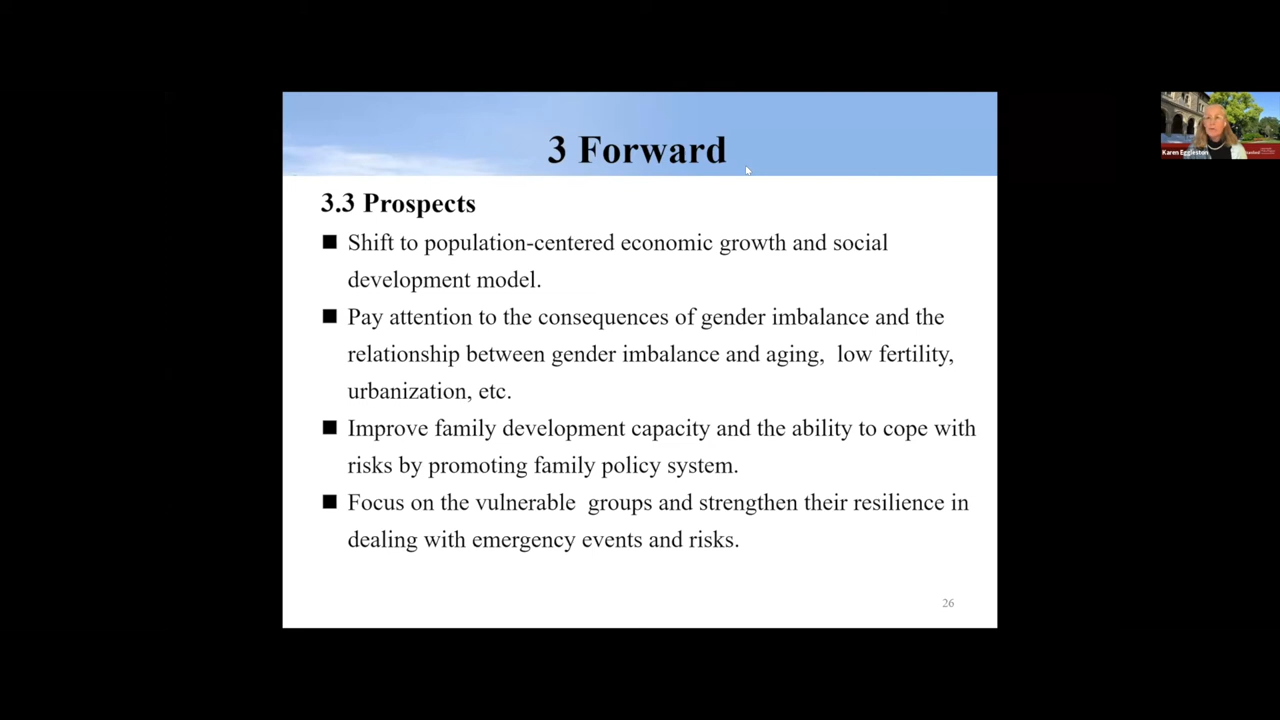 3 Forward
3.3 Prospects
Shift to population-centered economic growth and social
development model.
Pay attention to the consequences of gender imbalance and the
relationship between gender imbalance and aging,  low fertility,
urbanization, etc.
Improve family development capacity and the ability to cope with
risks by promoting family policy system.
Focus on the vulnerable  groups and strengthen their resilience in
dealing with emergency events and risks.
26
Karen Eggleston
Stanford